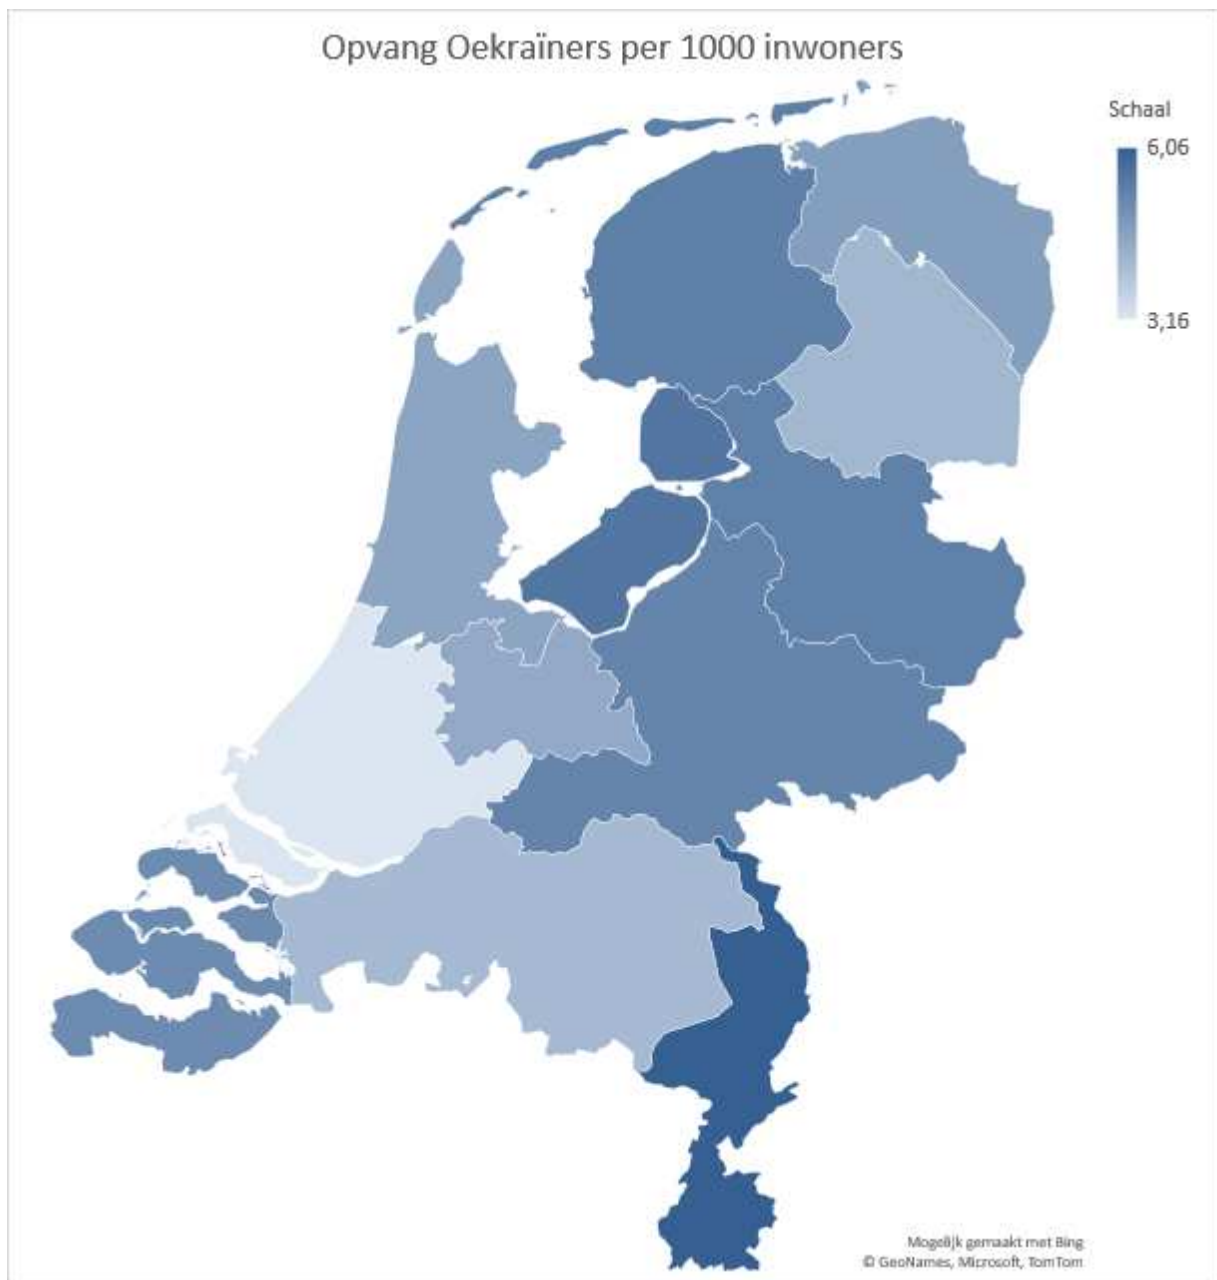 Opvang Oekraïners per 1000 inwoners
Schaal
6,06
3,16
Mogelijk gemaakt met Bing
© GeoNames, Microsoft, TomTom